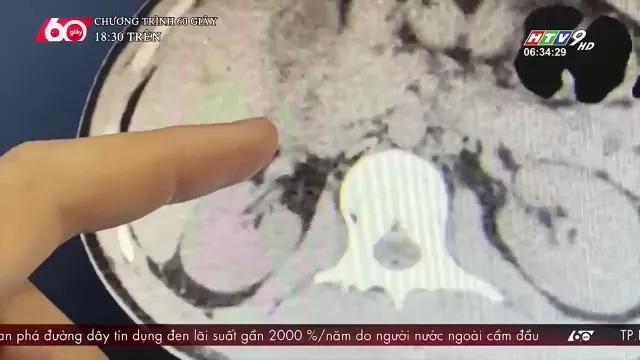 60 giây
CHƯƠNG TRÌNH 60 GIÂY
18:30 TRÊN
HTV9 HD
06:34:29
an phá đường dây tín dụng đen lãi suất gần 2000 %/năm do người nước ngoài cầm đầu
60
TP.